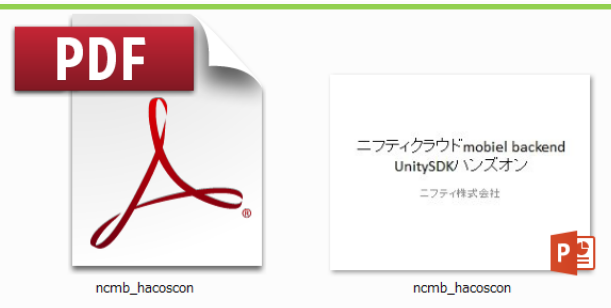 PDF
®
ncmb_hacoscon
ニフティクラウドmobiel backend
UnitySDKハンズオン
ニフティ株式会社
P
ncmb_hacoscon